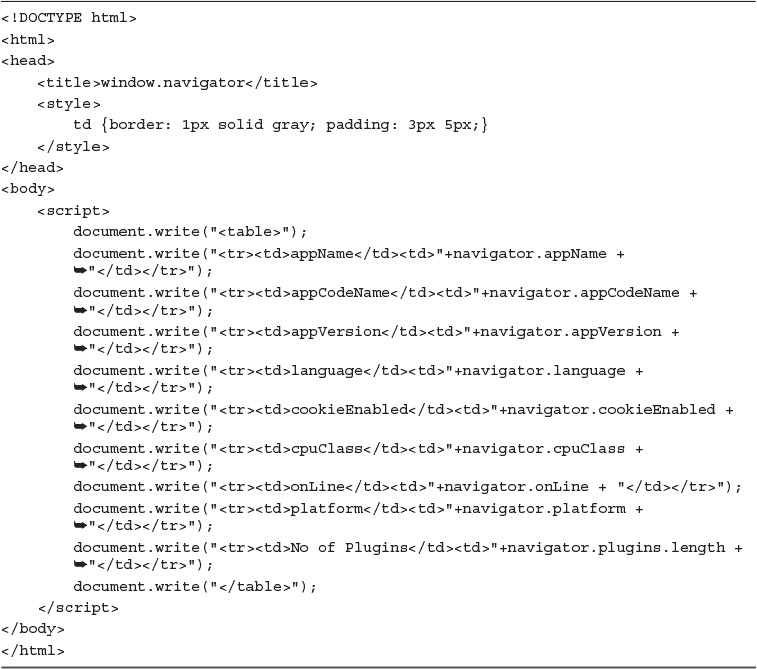 <!DOCTYPE html>
<html>
<head>
    <title>window.navigator</title>
    <style>
        td {border: 1px solid gray; padding: 3px 5px;}
    </style>
</head>
<body>
    <script>
        document.write("<table>");
        document.write("<tr><td>appName</td><td>"+navigator.appName +
        ➥"</td></tr>");
        document.write("<tr><td>appCodeName</td><td>"+navigator.appCodeName +
        ➥"</td></tr>");
        document.write("<tr><td>appVersion</td><td>"+navigator.appVersion +
        ➥"</td></tr>");
        document.write("<tr><td>language</td><td>"+navigator.language +
        ➥"</td></tr>");
        document.write("<tr><td>cookieEnabled</td><td>"+navigator.cookieEnabled +
        ➥"</td></tr>");
        document.write("<tr><td>cpuClass</td><td>"+navigator.cpuClass +
        ➥"</td></tr>");
        document.write("<tr><td>onLine</td><td>"+navigator.onLine + "</td></tr>");
        document.write("<tr><td>platform</td><td>"+navigator.platform +
        ➥"</td></tr>");
        document.write("<tr><td>No of Plugins</td><td>"+navigator.plugins.length +
        ➥"</td></tr>");
        document.write("</table>");
    </script>
</body>
</html>